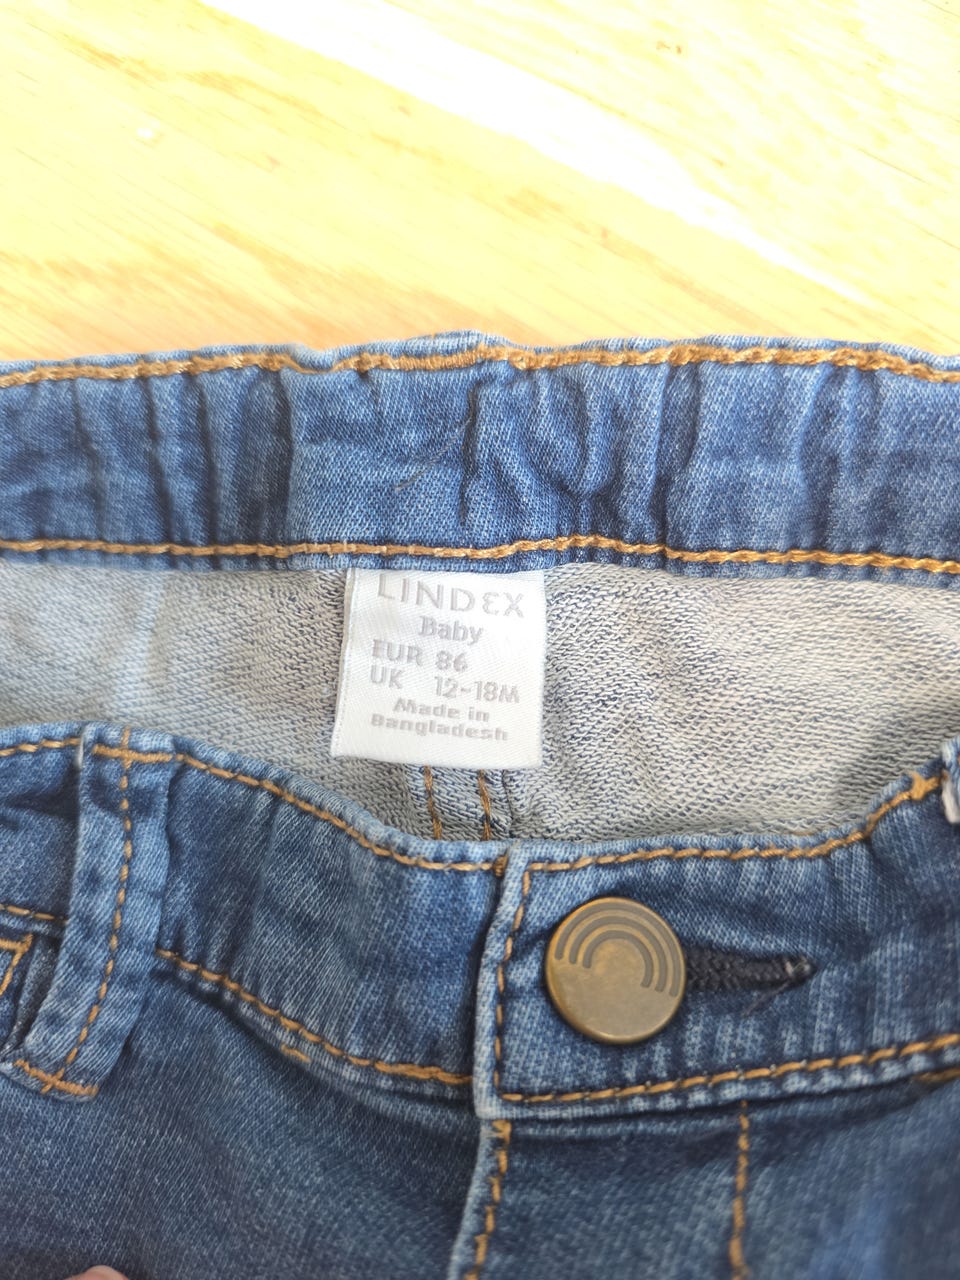 LINDEX
Baby
EUR 86
UK 12-18M
Made in
Bangladesh